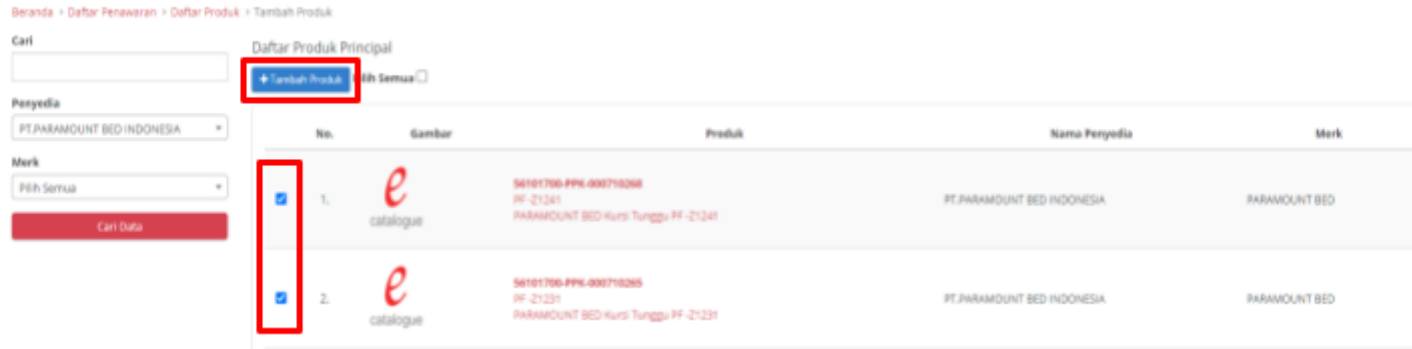 Beranda > Daftar Penawaran > Daftar Produk > Tambah Produk
Cari
Penyedia
PT.PARAMOUNT BED INDONESIA
Merk
Pilih Semua
Cari Data
Daftar Produk Principal
+ Tambah Produk Semua
No. Gambar Produk Nama Penyedia Merk
1. e catalogue
56101700-PPK-000710268
PF -Z1241
PARAMOUNT BED Kursi Tunggu PF -Z1241
PT.PARAMOUNT BED INDONESIA PARAMOUNT BED
2. e catalogue
56101700-PPK-000710265
PF -Z1231
PARAMOUNT BED Kursi Tunggu PF -Z1231
PT.PARAMOUNT BED INDONESIA PARAMOUNT BED